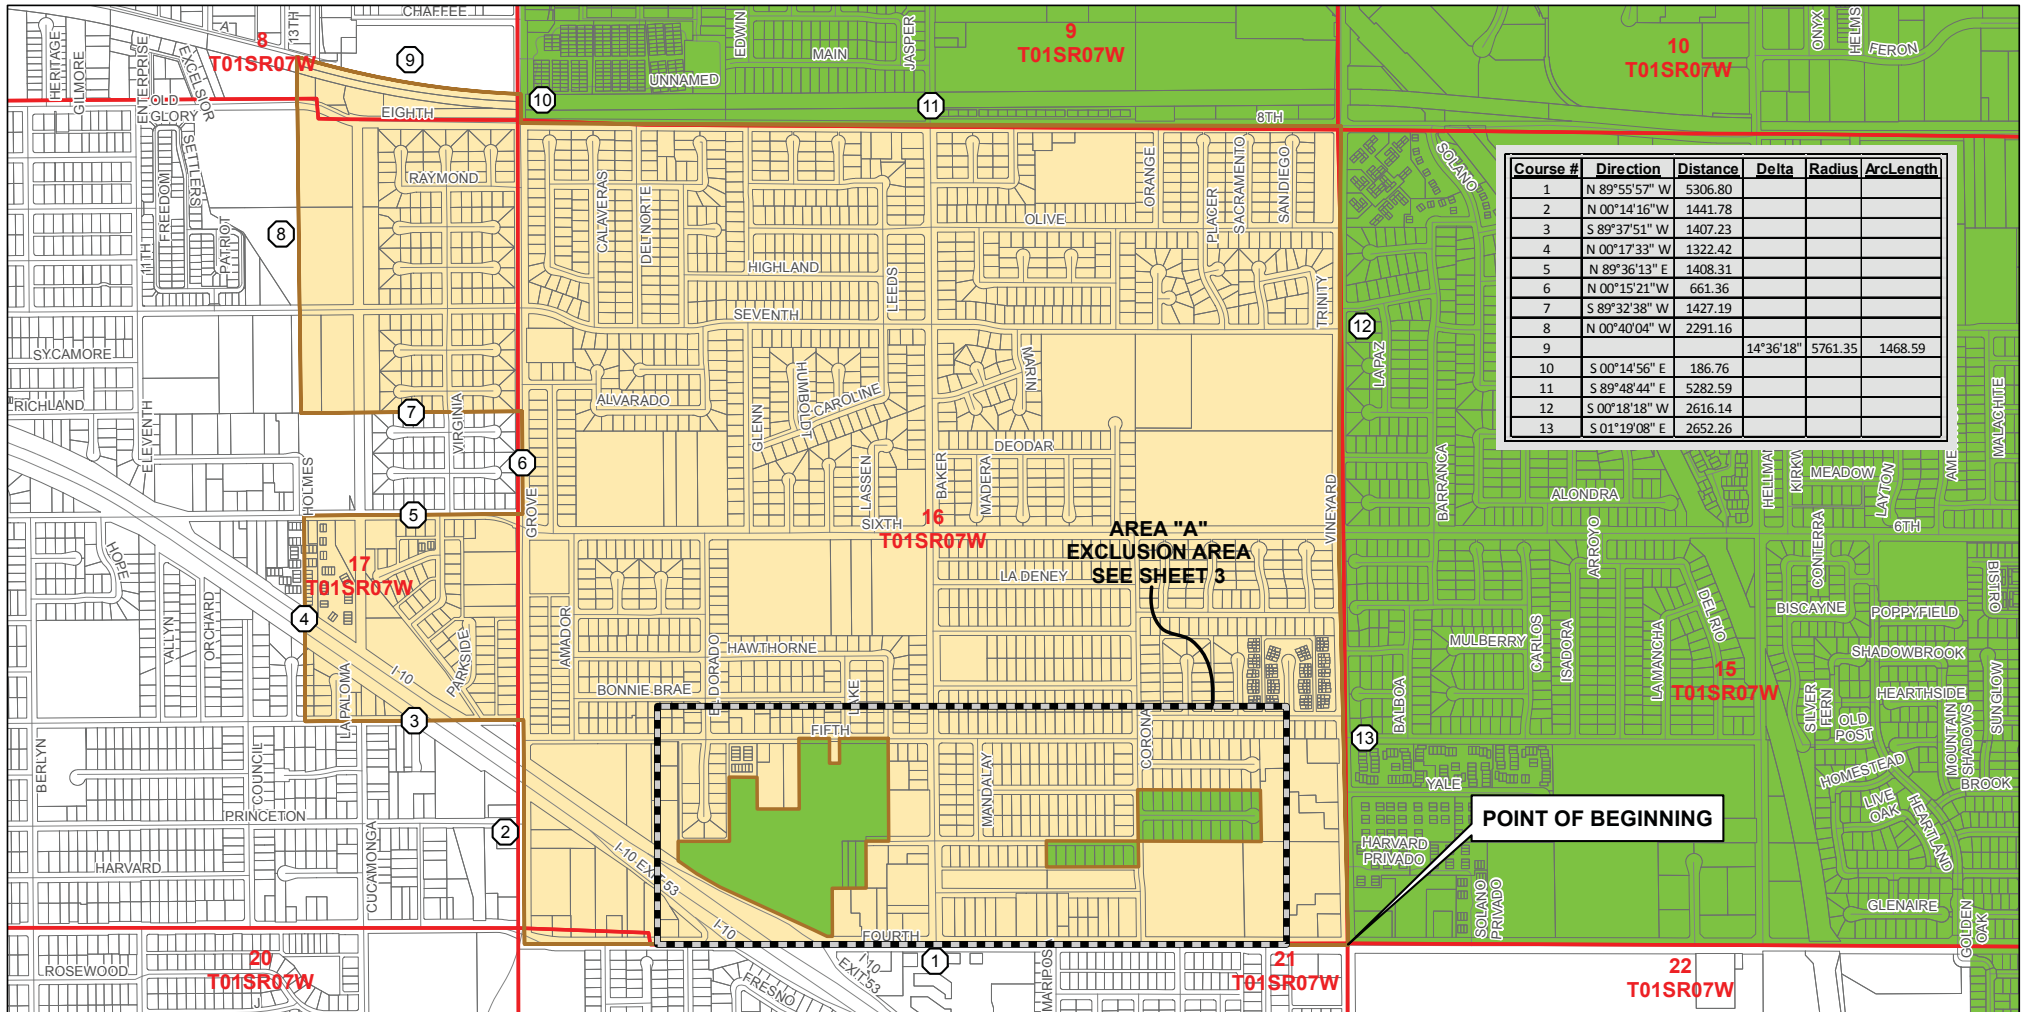 CHAFFEE
HERITAGE
GILMORE
ENTERPRISE
EXCELSIOR
A
13TH
8
T01SR07W
9
EDWIN
MAIN
JASPER
UNNAMED
9
T01SR07W
10
T01SR07W
ONYX
HELMS
FERON
OLD
GLORY
EIGHTH
10
11
8TH
SETTLERS
FREEDOM
PATRIOT
11TH
8
RAYMOND
CALAVERAS
DEL NORTE
HIGHLAND
LEEDS
SEVENTH
OLIVE
ORANGE
PLACER
SACRAMENTO
SAN DIEGO
TRINITY
SOLANO
12
LA PAZ
Course # Direction Distance Delta Radius ArcLength
1 N 89°55'57" W 5306.80
2 N 00°14'16"W 1441.78
3 S 89°37'51" W 1407.23
4 N 00°17'33" W 1322.42
5 N 89°36'13" E 1408.31
6 N 00°15'21"W 661.36
7 S 89°32'38" W 1427.19
8 N 00°40'04" W 2291.16
9 14°36'18" 5761.35 1468.59
10 S 00°14'56" E 186.76
11 S 89°48'44" E 5282.59
12 S 00°18'18" W 2616.14
13 S 01°19'08" E 2652.26
SYCAMORE
RICHLAND
ELEVENTH
7
VIRGINIA
6
GROVE
HOLMES
5
ALVARADO
GLENN
HUMBOLDT
CAROLINE
MARIN
DEODAR
LASSEN
BAKER
MADERA
SIXTH
16
T01SR07W
VINEYARD
BARRANCA
ALONDRA
HELLMAN
KIRKW
MEADOW
LAYTON
AME
MALACHITE
6TH
AREA "A"
EXCLUSION AREA
SEE SHEET 3
LA DENEY
HOPE
17
T01SR07W
4
VALLYN
ORCHARD
I-10
PARKSIDE
LA PALOMA
3
AMADOR
EL DORADO
HAWTHORNE
BONNIE BRAE
LAKE
FIFTH
CORONA
ARROYO
CONTERRA
BISCAYNE
POPPYFIELD
BISTRO
DEL RIO
MULBERRY
CARLOS
ISADORA
LA MANCHA
15
T01SR07W
SHADOWBROOK
HEARTHSIDE
SILVER
FERN
OLD
POST
MOUNTAIN
SHADOWS
SUNGLOW
BALBOA
13
YALE
HOMESTEAD
BROOK
LIVE
OAK
HEARTLAND
BERLYN
COUNCIL
PRINCETON
2
HARVARD
CUCAMONGA
I-10 EXIT 53
I-10
MANDALAY
POINT OF BEGINNING
HARVARD
PRIVADO
SOLANO
PRIVADO
GLENAIRE
GOLDEN
OAK
FOURTH
1
20
T01SR07W
ROSEWOOD
J
FRESNO
I-10
EXIT 53
MARIPOS
21
T01SR07W
22
T01SR07W